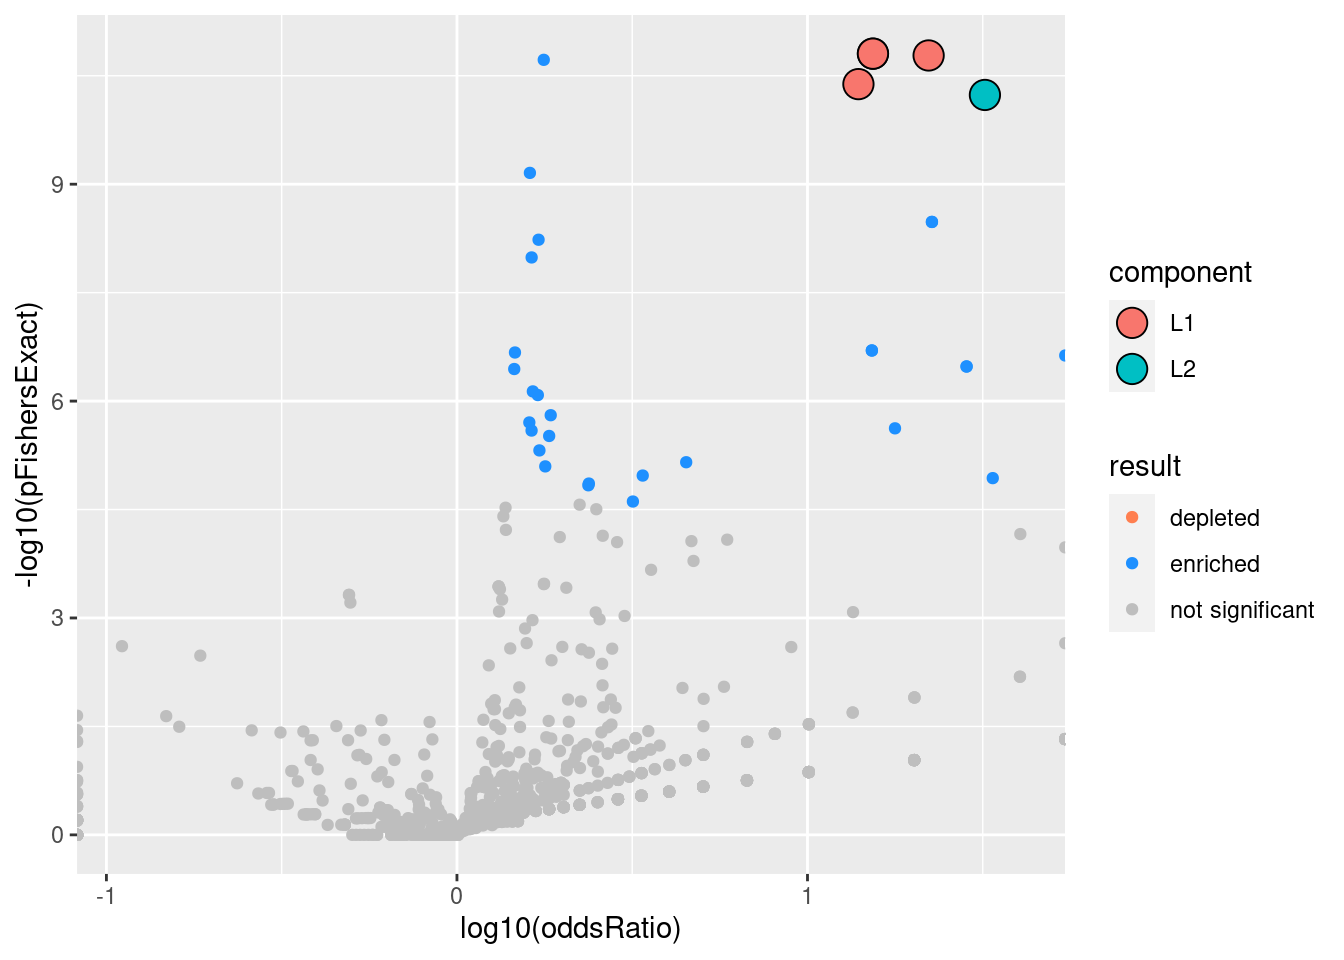 9
6
3
0
-log10(pFishersExact)
-1
0
1
log10(oddsRatio)
component
L1
L2
result
depleted
enriched
not significant